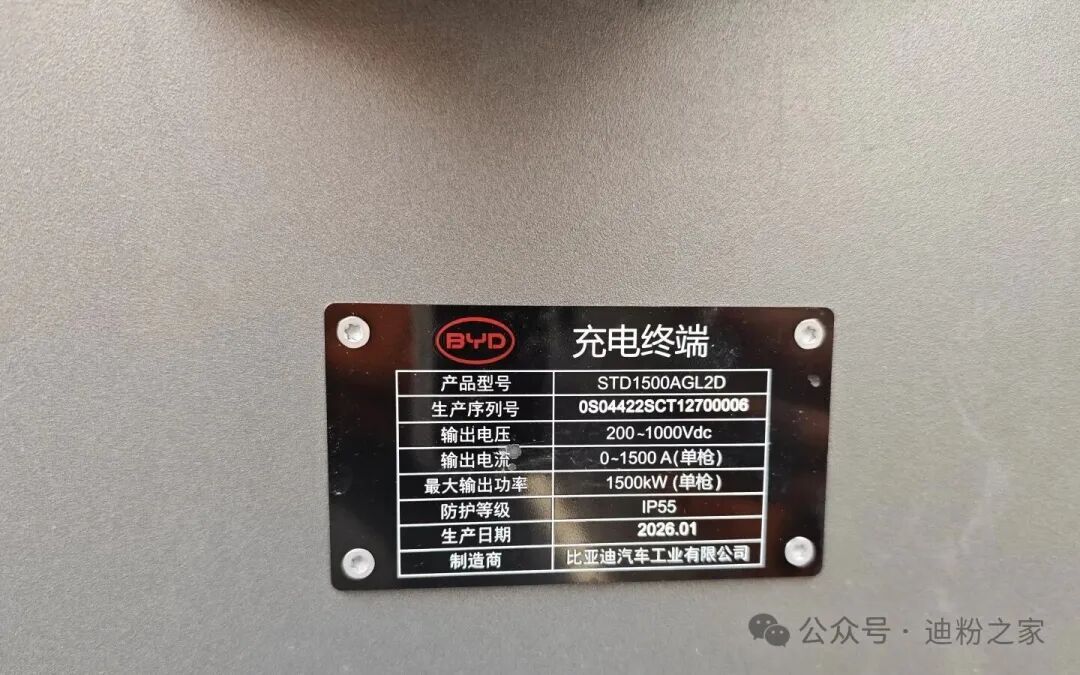 BYD 充电终端
产品型号 STD1500AGL2D
生产序列号 0S04422SCT12700006
输出电压 200~1000Vdc
输出电流 0~1500 A(单枪)
最大输出功率 1500kW (单枪)
防护等级 IP55
生产日期 2026.01
制造商 比亚迪汽车工业有限公司
公众号·迪粉之家